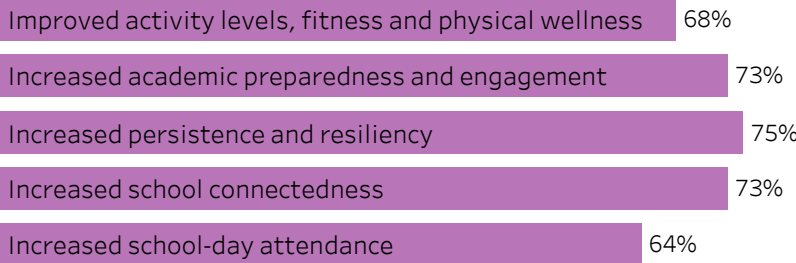 Improved activity levels, fitness and physical wellness 68%
Increased academic preparedness and engagement 73%
Increased persistence and resiliency 75%
Increased school connectedness 73%
Increased school-day attendance 64%